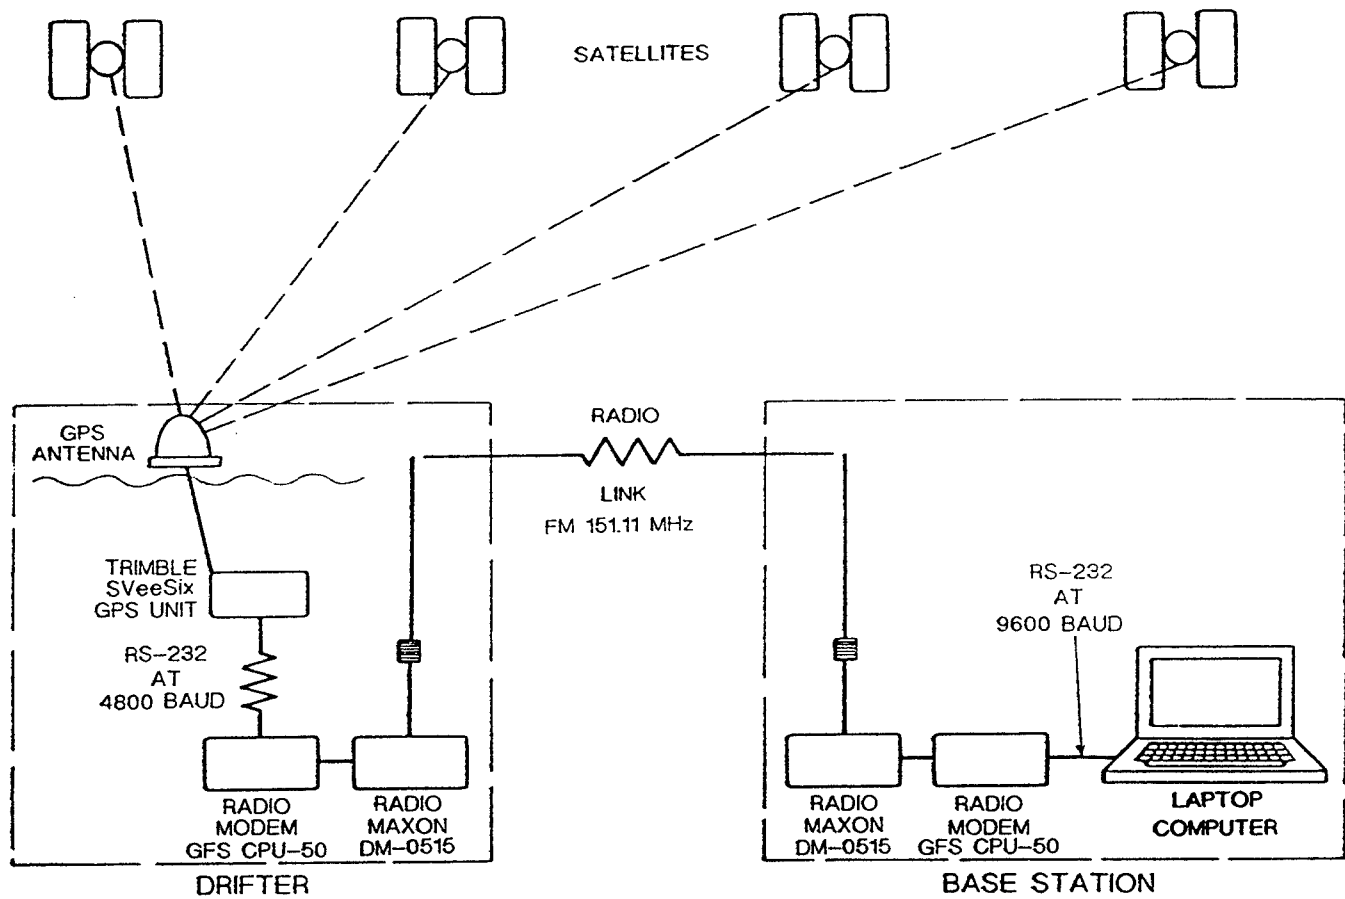 SATELLITES
GPS
ANTENNA
RADIO
LINK
FM 151.11 MHz
TRIMBLE
SVeeSix
GPS UNIT
RS-232
AT
4800 BAUD
RADIO
MODEM
GFS CPU-50
RADIO
MAXON
DM-0515
DRIFTER
RS-232
AT
9600 BAUD
RADIO
MAXON
DM-0515
RADIO
MODEM
GFS CPU-50
LAPTOP
COMPUTER
BASE STATION